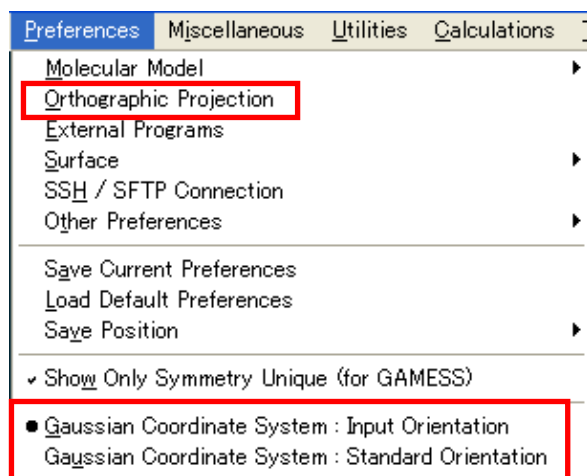 Preferences Miscellaneous Utilities Calculations
Molecular Model
Orthographic Projection
External Programs
Surface
SSH / SFTP Connection
Other Preferences
Save Current Preferences
Load Default Preferences
Save Position
Show Only Symmetry Unique (for GAMESS)
Gaussian Coordinate System : Input Orientation
Gaussian Coordinate System : Standard Orientation